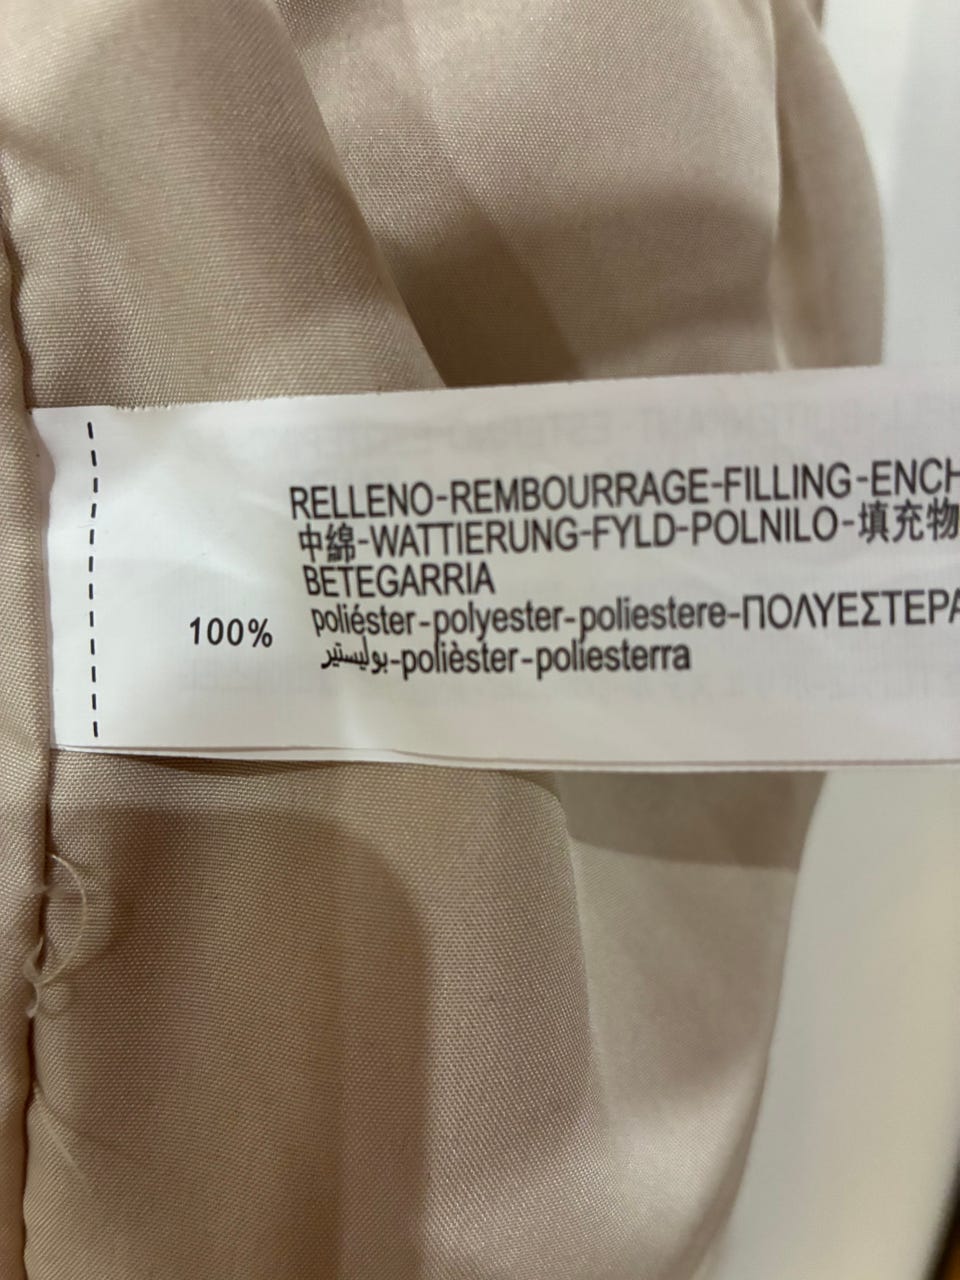 RELLENO-REMBOURRAGE-FILLING-ENCH
中綿-WATTIERUNG-FYLD-POLNILO-填充物
BETEGARRIA
100% poliéster-polyester-poliestere-ΠΟΛΥΕΣΤΕΡΑ
بوليستير-polièster-poliesterra